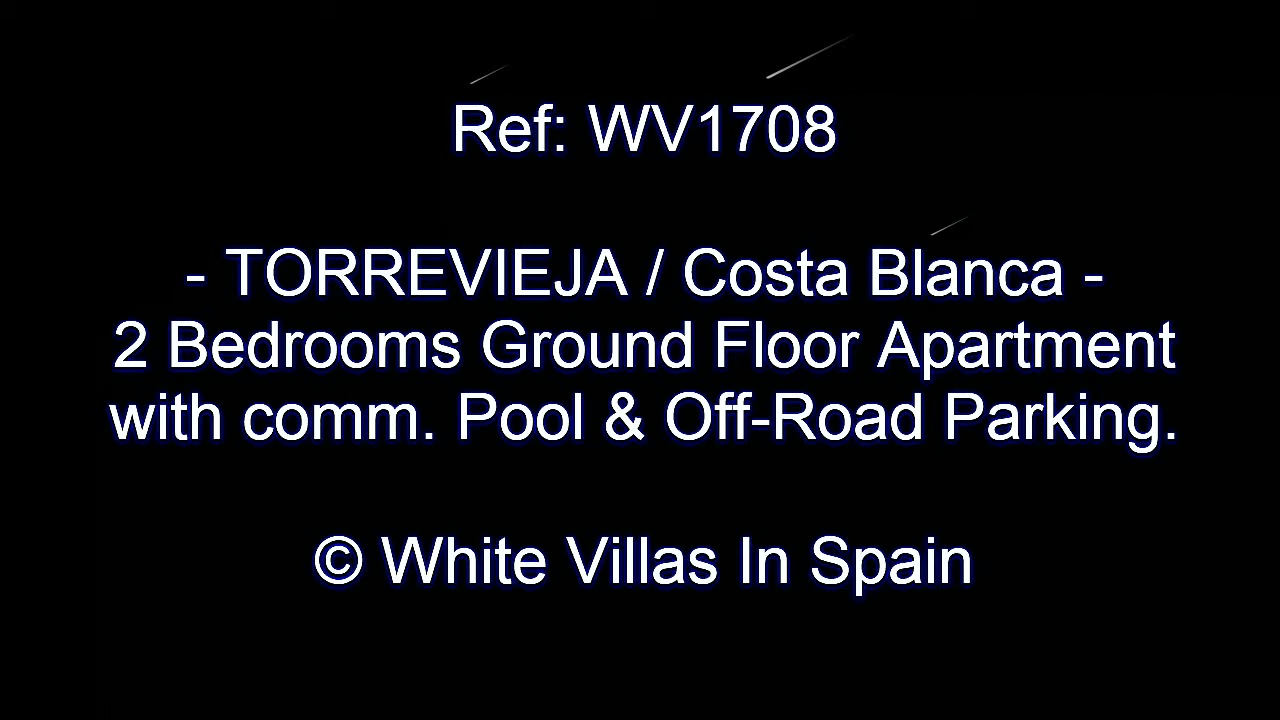 Ref: WV1708
- TORREVIEJA / Costa Blanca -
2 Bedrooms Ground Floor Apartment
with comm. Pool & Off-Road Parking.
© White Villas In Spain